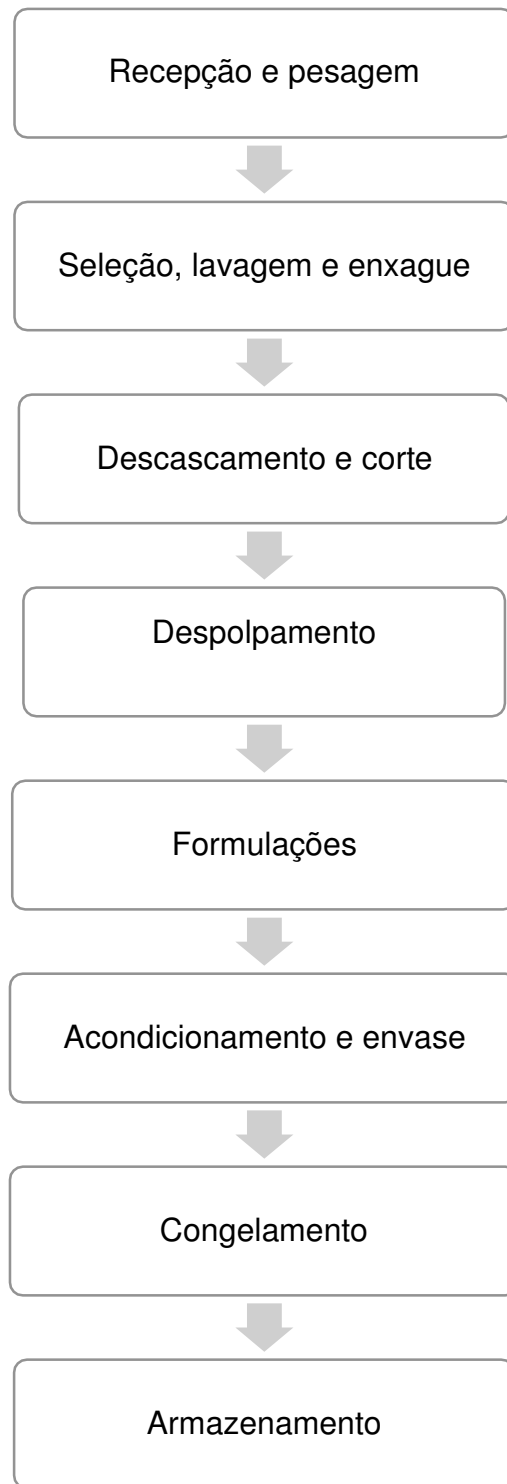 Recepção e pesagem
Seleção, lavagem e enxague
Descascamento e corte
Despolpamento
Formulações
Acondicionamento e envase
Congelamento
Armazenamento